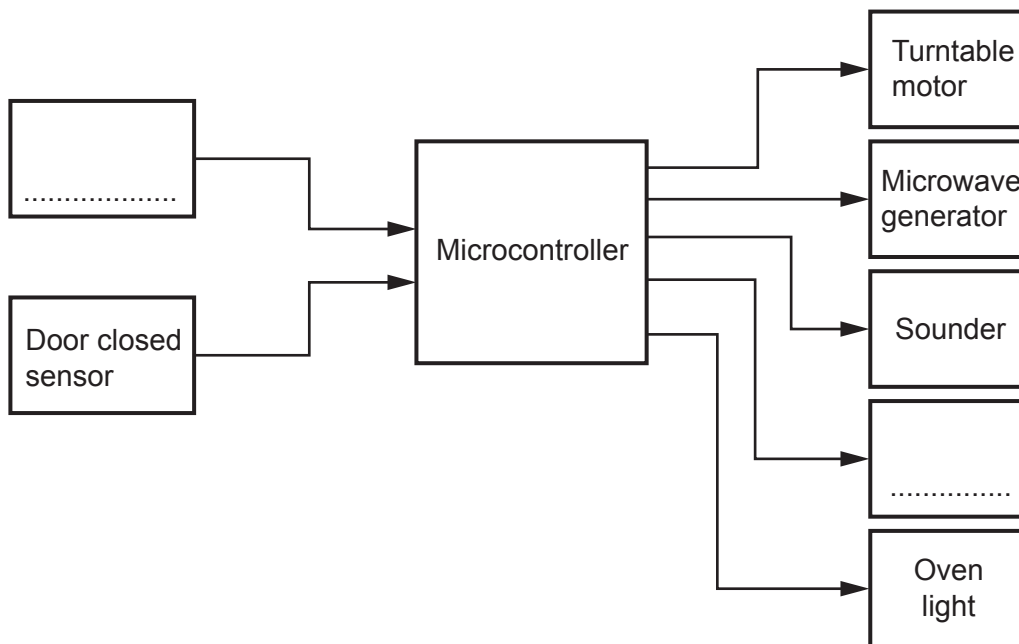 Turntable
motor
Microwave
generator
Microcontroller
Door closed
sensor
Sounder
Oven
light